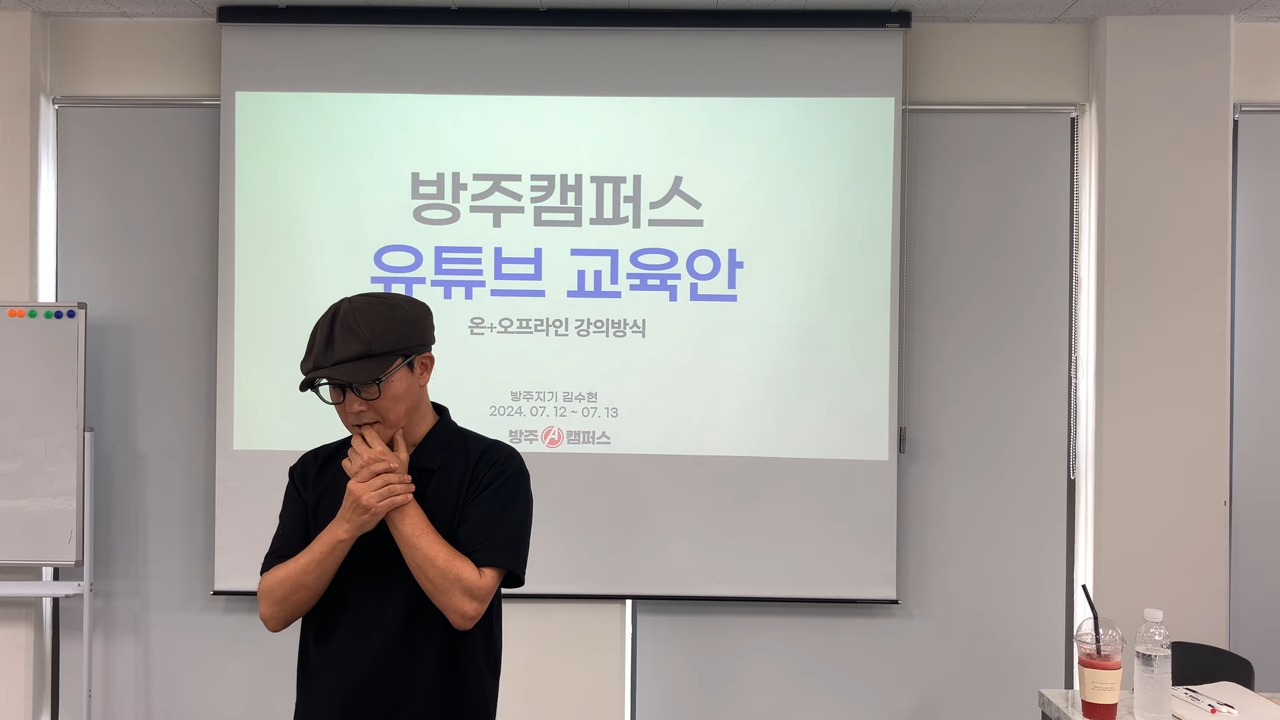 방주캠퍼스
유튜브 교육안
온+오프라인 강의방식
방주지기 김수현
2024. 07. 12 ~ 07. 13
방주 A 캠퍼스